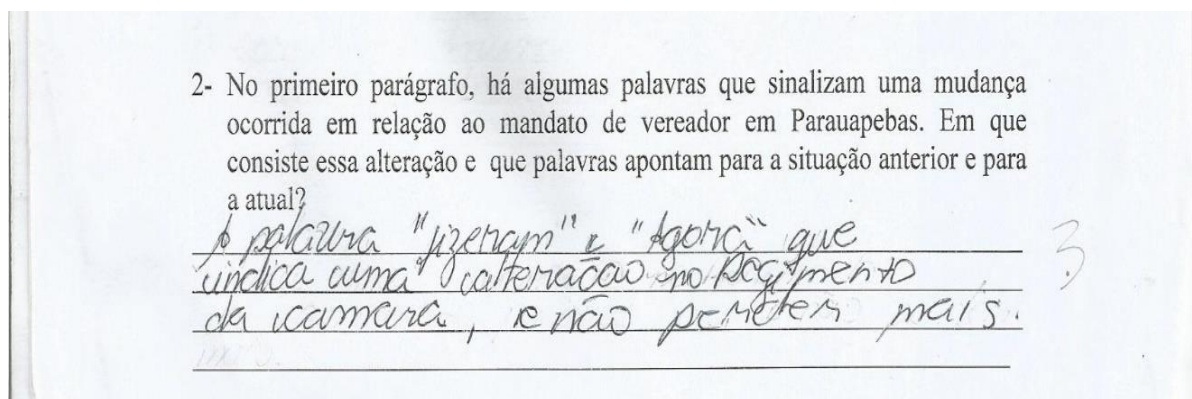 2- No primeiro parágrafo, há algumas palavras que sinalizam uma mudança
ocorrida em relação ao mandato de vereador em Parauapebas. Em que
consiste essa alteração e que palavras apontam para a situação anterior e para
a atual?
A palavra "fizeram" e "Agora" que
indica uma alteração no Regimento
da camara, e não perdem mais.
3